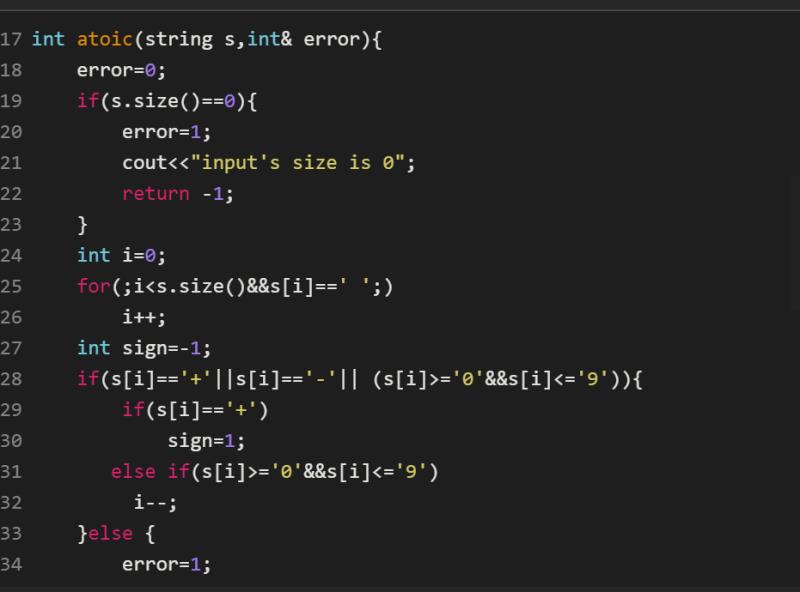 17 int atoic(string s,int& error){
18     error=0;
19     if(s.size()==0){
20         error=1;
21         cout<<"input's size is 0";
22         return -1;
23     }
24     int i=0;
25     for(;i<s.size()&&s[i]==' ';)
26         i++;
27     int sign=-1;
28     if(s[i]=='+'||s[i]=='-'|| (s[i]>='0'&&s[i]<='9')){
29         if(s[i]=='+')
30             sign=1;
31        else if(s[i]>='0'&&s[i]<='9')
32          i--;
33     }else {
34         error=1;